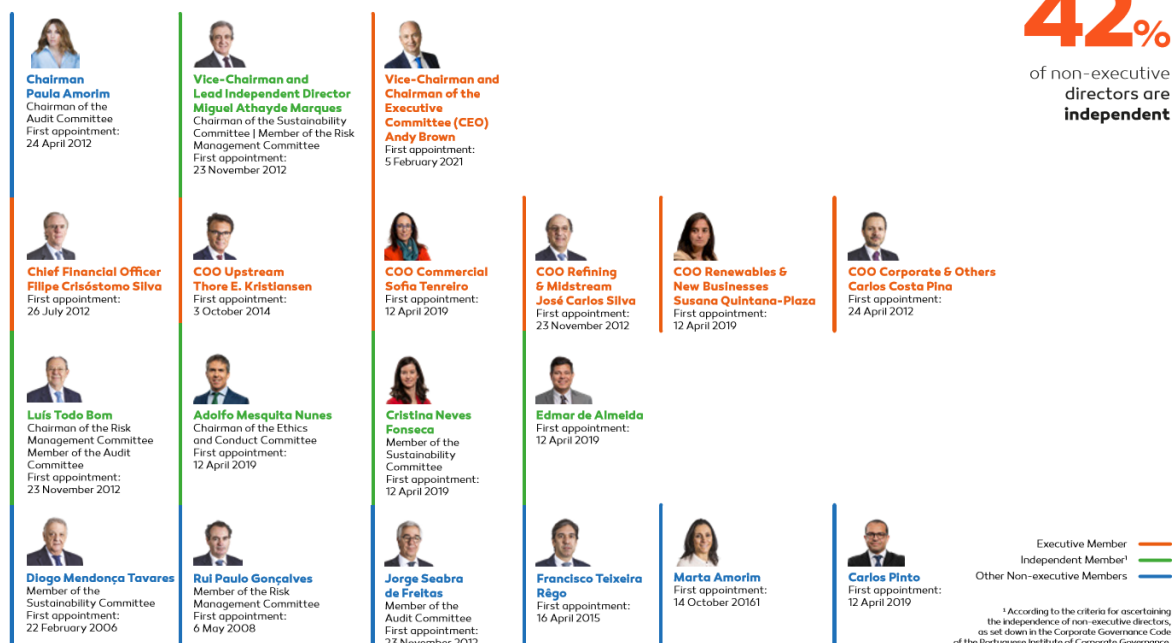 42%
of non-executive
directors are
independent
Chairman
Paula Amorim
Chairman of the
Audit Committee
First appointment:
24 April 2012
Vice-Chairman and
Lead Independent Director
Miguel Athayde Marques
Chairman of the Sustainability
Committee | Member of the Risk
Management Committee
First appointment:
23 November 2012
Vice-Chairman and
Chairman of the
Executive
Committee (CEO)
Andy Brown
First appointment:
5 February 2021
Chief Financial Officer
Filipe Crisóstomo Silva
First appointment:
26 July 2012
COO Upstream
Thore E. Kristiansen
First appointment:
3 October 2014
COO Commercial
Sofia Tenreiro
First appointment:
12 April 2019
COO Refining
& Midstream
José Carlos Silva
First appointment:
23 November 2012
COO Renewables &
New Businesses
Susana Quintana-Plaza
First appointment:
12 April 2019
COO Corporate & Others
Carlos Costa Pina
First appointment:
24 April 2012
Luís Todo Bom
Chairman of the Risk
Management Committee
Member of the Audit
Committee
First appointment:
23 November 2012
Adolfo Mesquita Nunes
Chairman of the Ethics
and Conduct Committee
First appointment:
12 April 2019
Cristina Neves
Fonseca
Member of the
Sustainability
Committee
First appointment:
12 April 2019
Edmar de Almeida
First appointment:
12 April 2019
Diogo Mendonça Tavares
Member of the
Sustainability Committee
First appointment:
22 February 2006
Rui Paulo Gonçalves
Member of the Risk
Management Committee
First appointment:
6 May 2008
Jorge Seabra
de Freitas
Member of the
Audit Committee
First appointment:
23 November 2012
Francisco Teixeira
Rêgo
First appointment:
16 April 2015
Marta Amorim
First appointment:
14 October 20161
Carlos Pinto
First appointment:
12 April 2019
Executive Member
Independent Member¹
Other Non-executive Members
¹ According to the criteria for ascertaining
the independence of non-executive directors,
as set down in the Corporate Governance Code
of the Portuguese Institute of Corporate Governance